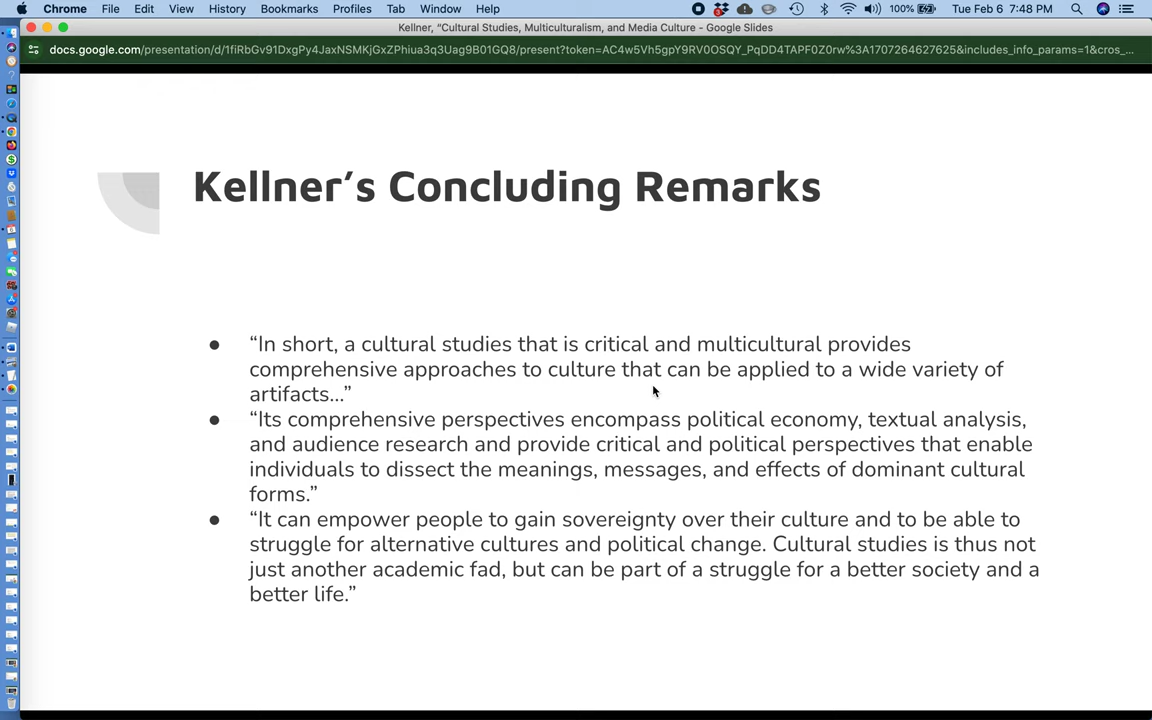 Chrome File Edit View History Bookmarks Profiles Tab Window Help 100% Tue Feb 6 7:48 PM
Kellner, “Cultural Studies, Multiculturalism, and Media Culture - Google Slides
docs.google.com/presentation/d/1fiRbGv91DxgPy4JaxNSMKjGxZPhiua3q3Uag9B01GQ8/present?token=AC4w5Vh5gpY9RV0OSQY_PqDD4TAPF0Z0rw%3A1707264627625&includes_info_params=1&cros_...
Kellner’s Concluding Remarks
● “In short, a cultural studies that is critical and multicultural provides
comprehensive approaches to culture that can be applied to a wide variety of
artifacts…”
● “Its comprehensive perspectives encompass political economy, textual analysis,
and audience research and provide critical and political perspectives that enable
individuals to dissect the meanings, messages, and effects of dominant cultural
forms.”
● “It can empower people to gain sovereignty over their culture and to be able to
struggle for alternative cultures and political change. Cultural studies is thus not
just another academic fad, but can be part of a struggle for a better society and a
better life.”